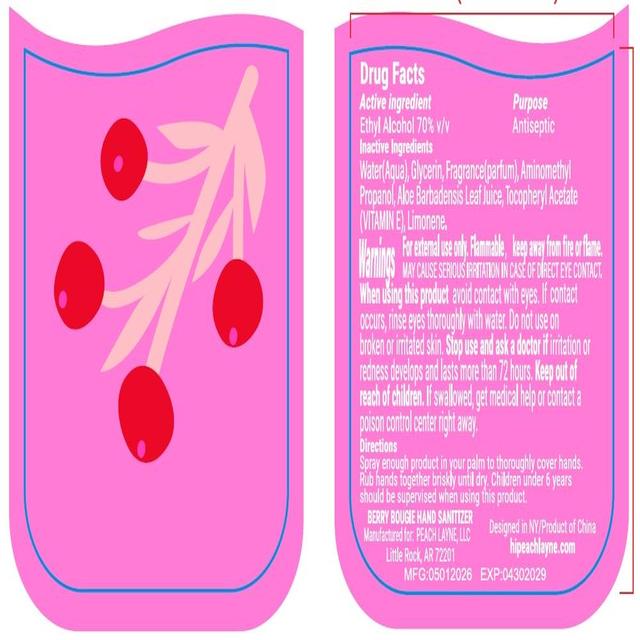 Drug Facts
Active ingredient Purpose
Ethyl Alcohol 70% v/v Antiseptic
Inactive Ingredients
Water(Aqua), Glycerin, Fragrance(parfum), Aminomethyl
Propanol, Aloe Barbadensis Leaf Juice, Tocopheryl Acetate
(VITAMIN E), Limonene.
Warnings For external use only. Flammable, keep away from fire or flame.
MAY CAUSE SERIOUS IRRITATION IN CASE OF DIRECT EYE CONTACT.
When using this product avoid contact with eyes. If contact
occurs, rinse eyes thoroughly with water. Do not use on
broken or irritated skin. Stop use and ask a doctor if irritation or
redness develops and lasts more than 72 hours. Keep out of
reach of children. If swallowed, get medical help or contact a
poison control center right away.
Directions
Spray enough product in your palm to thoroughly cover hands.
Rub hands together briskly until dry. Children under 6 years
should be supervised when using this product.
BERRY BOUGIE HAND SANITIZER
Manufactured for: PEACH LAYNE, LLC
Little Rock, AR 72201
Designed in NY/Product of China
hipeachlayne.com
MFG:05012026 EXP:04302029